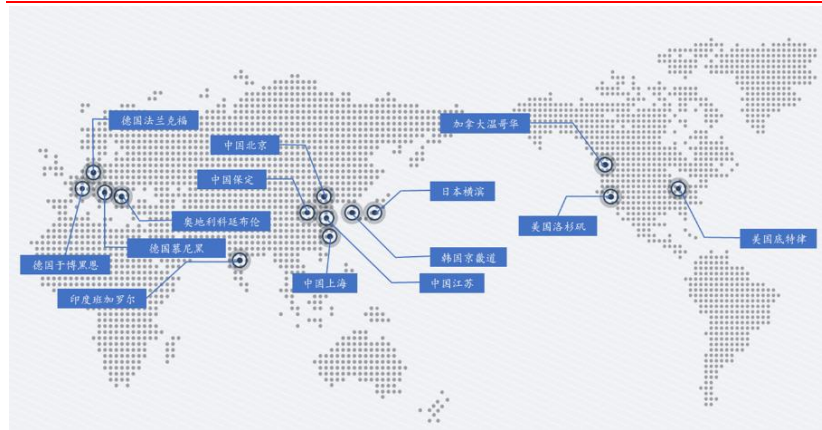 德国法兰克福
加拿大温哥华
中国北京
中国保定
日本横滨
奥地利科廷布伦
美国洛杉矶
美国底特律
德国慕尼黑
韩国京畿道
德国于博黑恩
中国上海
中国江苏
印度班加罗尔